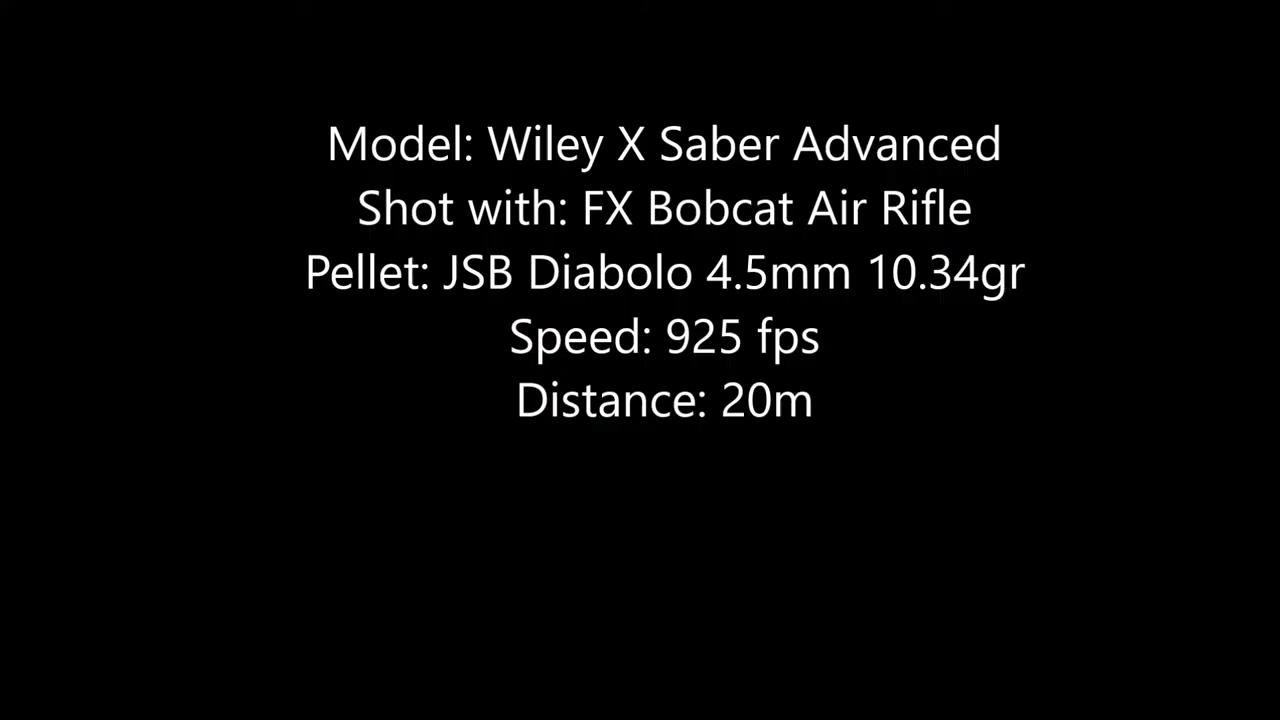 Model: Wiley X Saber Advanced
Shot with: FX Bobcat Air Rifle
Pellet: JSB Diabolo 4.5mm 10.34gr
Speed: 925 fps
Distance: 20m